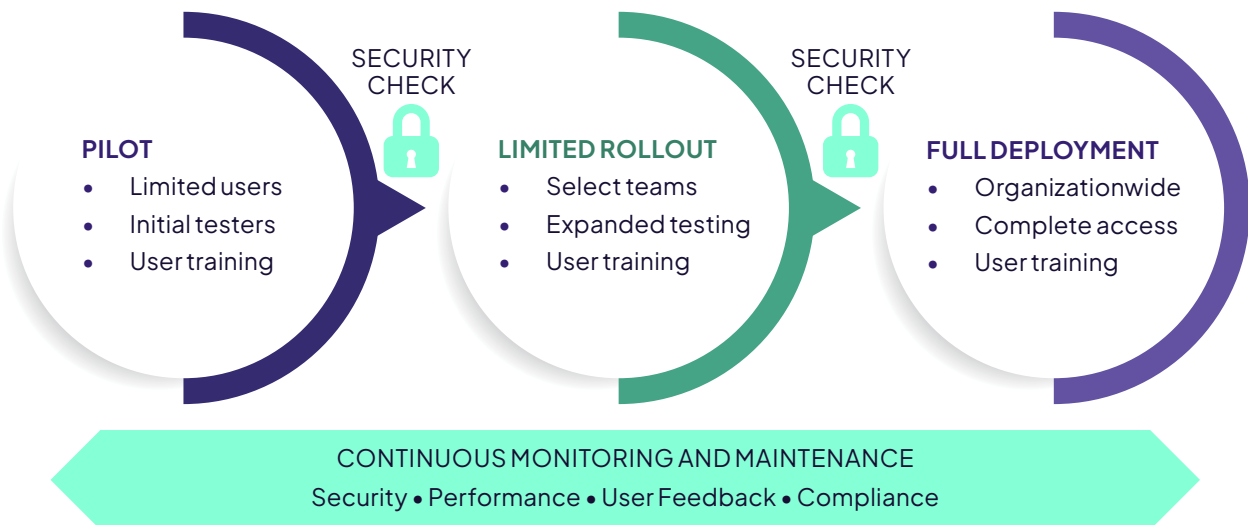 SECURITY
CHECK
SECURITY
CHECK
PILOT
• Limited users
• Initial testers
• User training
LIMITED ROLLOUT
• Select teams
• Expanded testing
• User training
FULL DEPLOYMENT
• Organizationwide
• Complete access
• User training
CONTINUOUS MONITORING AND MAINTENANCE
Security • Performance • User Feedback • Compliance